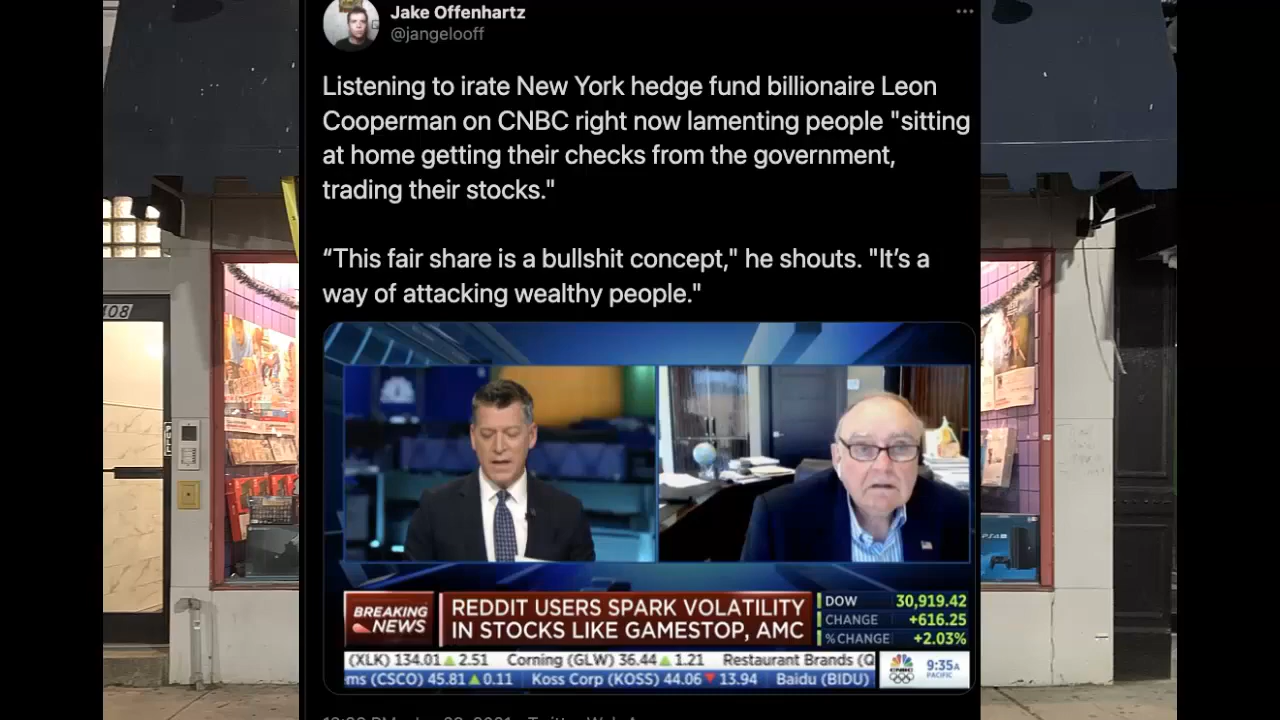 Jake Offenhartz
@jangelooff
Listening to irate New York hedge fund billionaire Leon
Cooperman on CNBC right now lamenting people "sitting
at home getting their checks from the government,
trading their stocks."
“This fair share is a bullshit concept," he shouts. "It’s a
way of attacking wealthy people."
408
PULL
PS4
BREAKING
NEWS
REDDIT USERS SPARK VOLATILITY
IN STOCKS LIKE GAMESTOP, AMC
DOW 30,919.42
CHANGE +616.25
% CHANGE +2.03%
(XLK) 134.01 ▲ 2.51 Corning (GLW) 36.44 ▲ 1.21 Restaurant Brands (Q
ms (CSCO) 45.81 ▲ 0.11 Koss Corp (KOSS) 44.06 ▼ 13.94 Baidu (BIDU)
CNBC
9:35A
PACIFIC